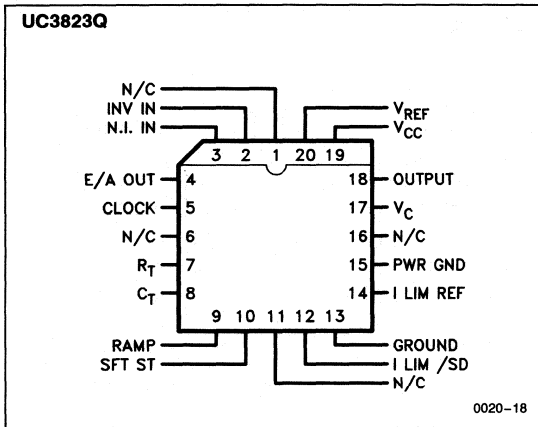 UC3823Q
N/C
INV IN
N.I. IN
V_REF
V_CC
3 2 1 20 19
E/A OUT 4
18 OUTPUT
CLOCK 5
17 V_C
N/C 6
16 N/C
R_T 7
15 PWR GND
C_T 8
14 I LIM REF
9 10 11 12 13
RAMP
GROUND
SFT ST
I LIM /SD
N/C
0020-18